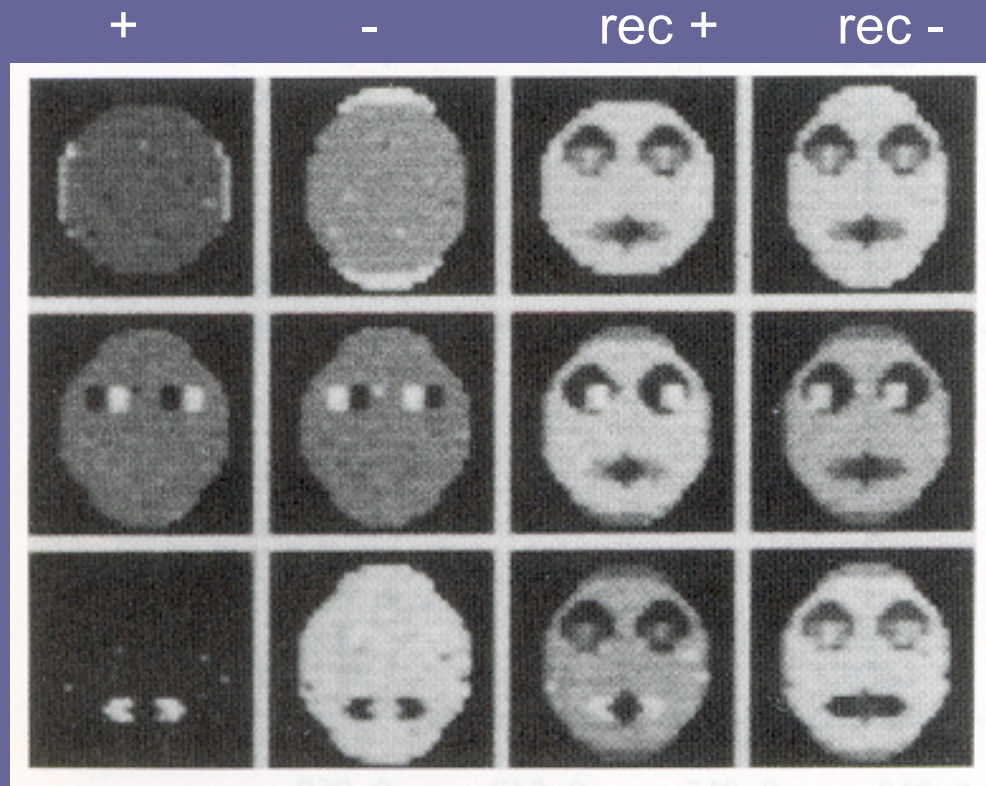 + - rec + rec -